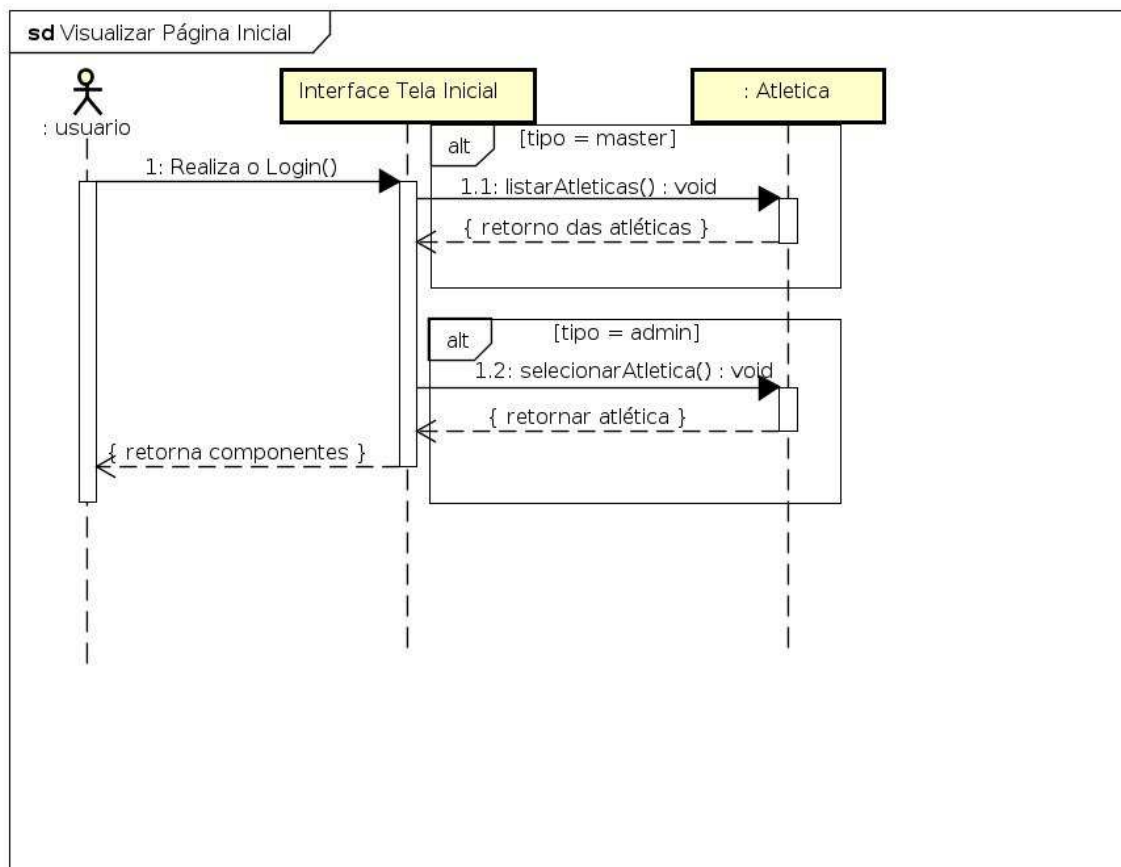 sd Visualizar Página Inicial
: usuario
Interface Tela Inicial
: Atletica
alt
[tipo = master]
1: Realiza o Login()
1.1: listarAtleticas() : void
{ retorno das atléticas }
alt
[tipo = admin]
1.2: selecionarAtletica() : void
{ retornar atlética }
{ retorna componentes }